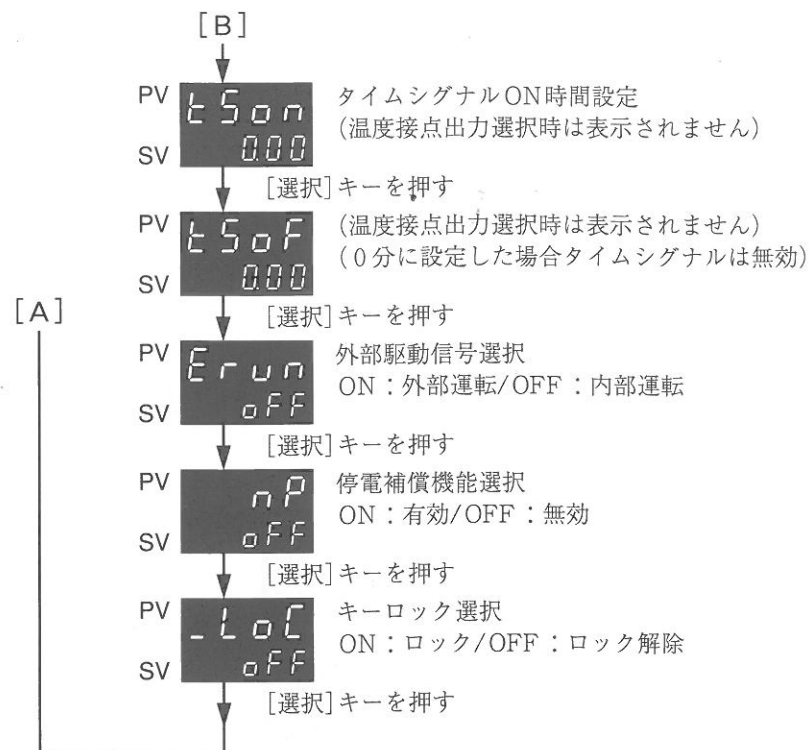 [B]
PV tSon タイムシグナルON時間設定
(温度接点出力選択時は表示されません)
SV 0.00
[選択]キーを押す
PV tSoF (温度接点出力選択時は表示されません)
(0分に設定した場合タイムシグナルは無効)
SV 0.00
[A]
[選択]キーを押す
PV Erun 外部駆動信号選択
ON：外部運転/OFF：内部運転
SV oFF
[選択]キーを押す
PV nP 停電補償機能選択
ON：有効/OFF：無効
SV oFF
[選択]キーを押す
PV _LoC キーロック選択
ON：ロック/OFF：ロック解除
SV oFF
[選択]キーを押す